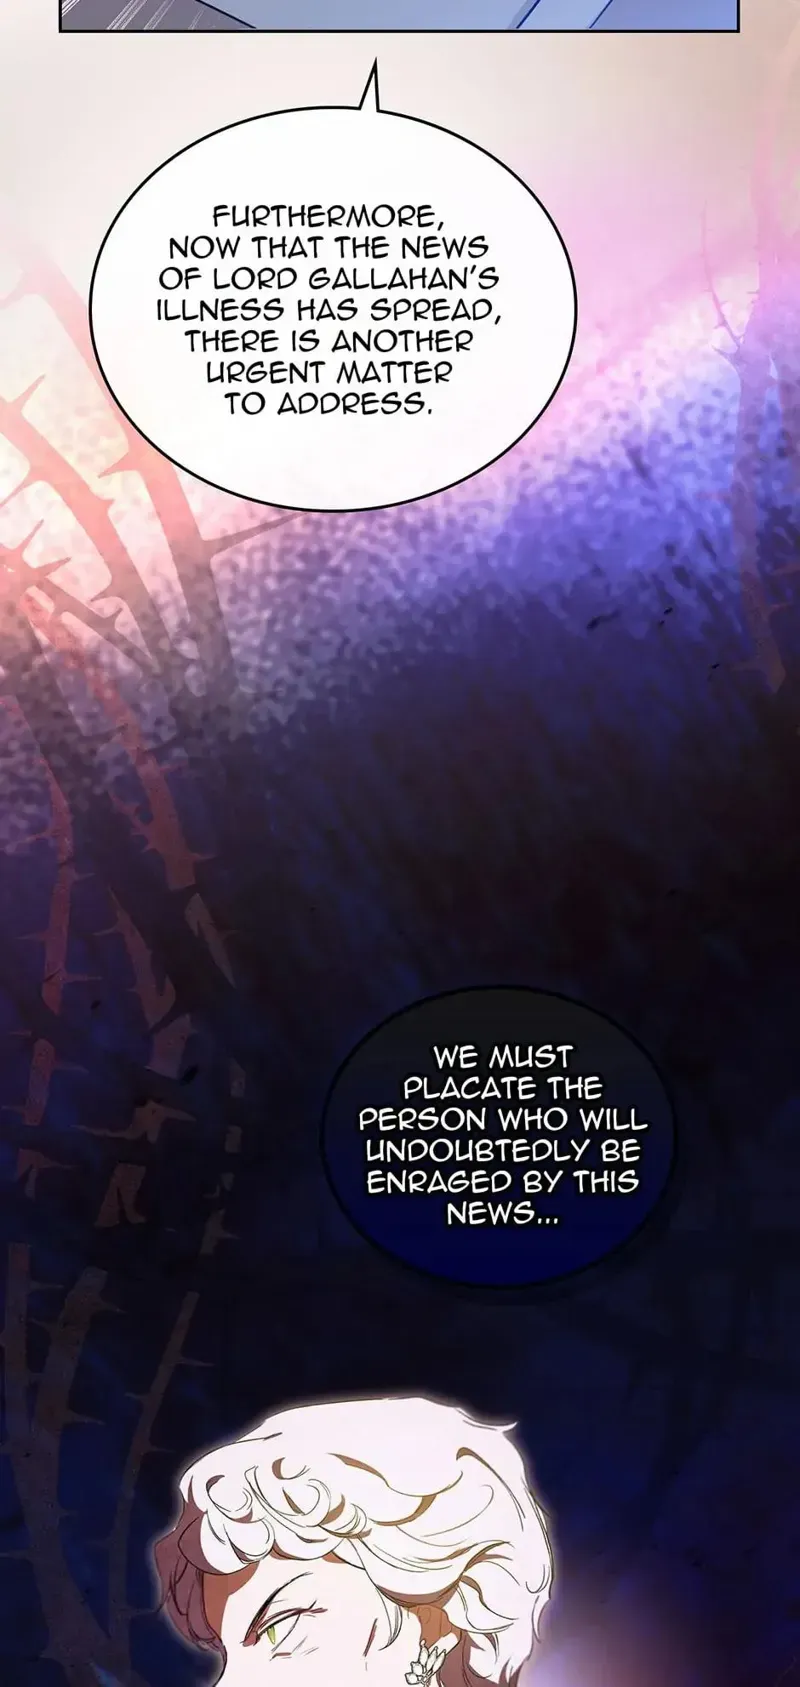 FURTHERMORE,
NOW THAT THE NEWS
OF LORD GALLAHAN'S
ILLNESS HAS SPREAD,
THERE IS ANOTHER
URGENT MATTER
TO ADDRESS.
WE MUST
PLACATE THE
PERSON WHO WILL
UNDOUBTEDLY BE
ENRAGED BY THIS
NEWS...